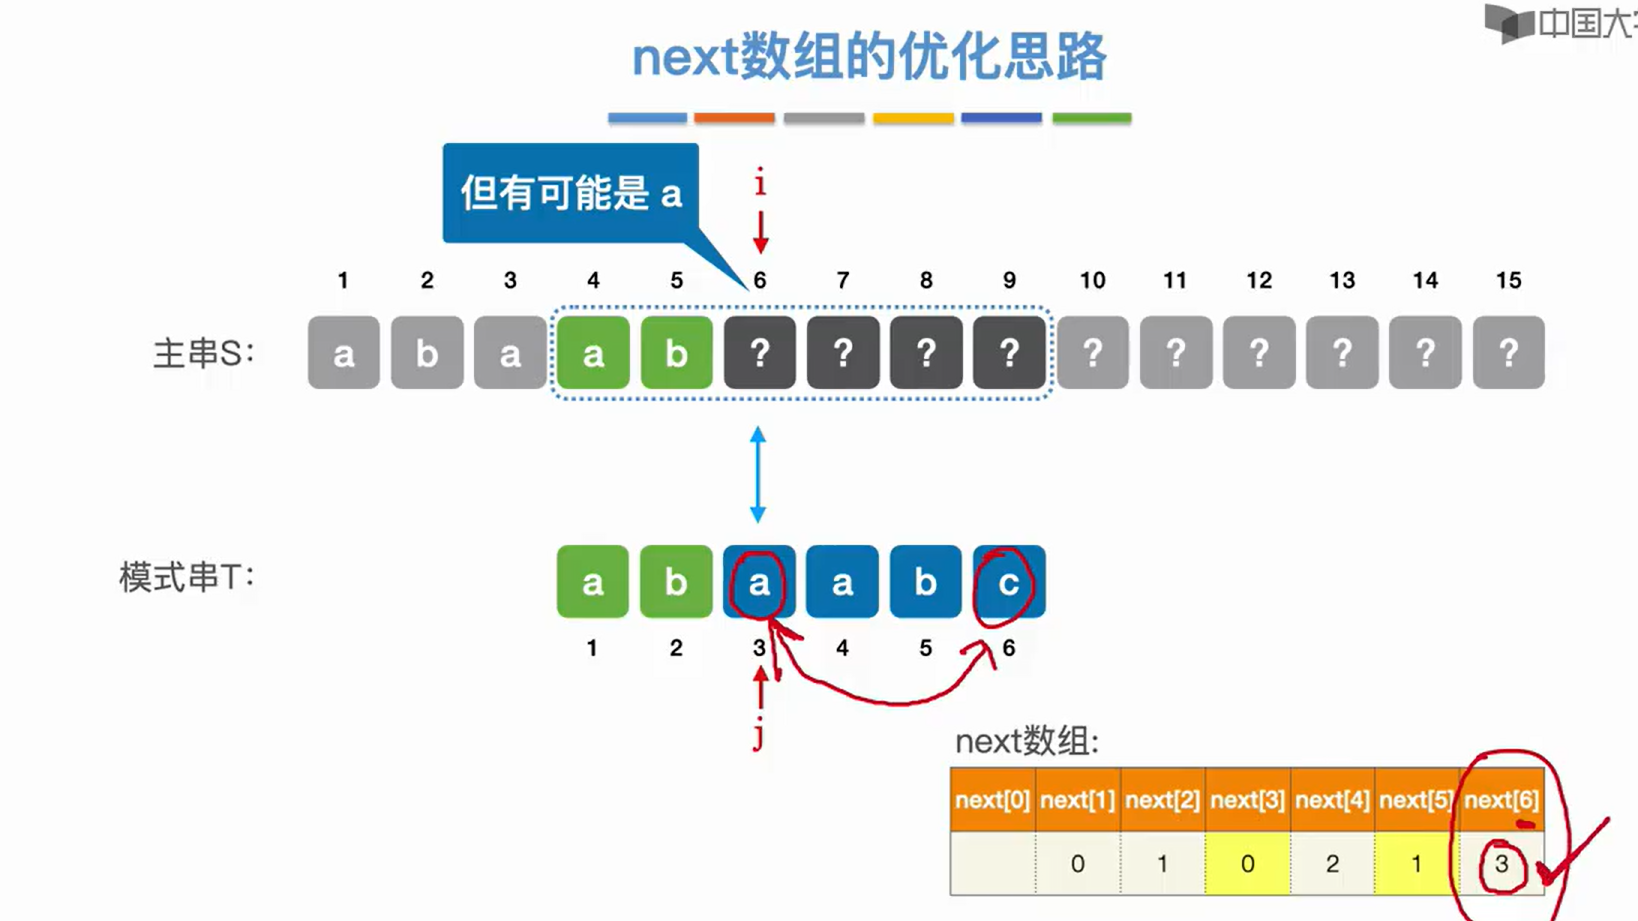 中国大
next数组的优化思路
但有可能是 a
i
1 2 3 4 5 6 7 8 9 10 11 12 13 14 15
主串S: a b a a b ? ? ? ? ? ? ? ? ? ?
模式串T: a b a a b c
1 2 3 4 5 6
j
next数组:
next[0] next[1] next[2] next[3] next[4] next[5] next[6]
0 1 0 2 1 3